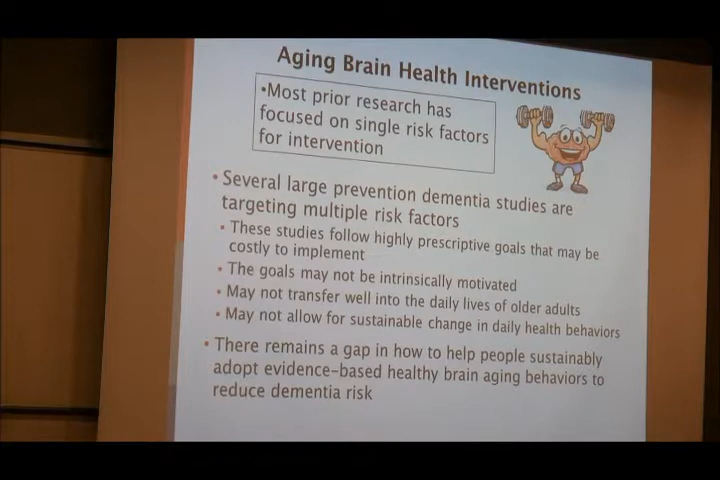 Aging Brain Health Interventions
•Most prior research has
focused on single risk factors
for intervention
• Several large prevention dementia studies are
targeting multiple risk factors
• These studies follow highly prescriptive goals that may be
costly to implement
• The goals may not be intrinsically motivated
• May not transfer well into the daily lives of older adults
• May not allow for sustainable change in daily health behaviors
• There remains a gap in how to help people sustainably
adopt evidence-based healthy brain aging behaviors to
reduce dementia risk